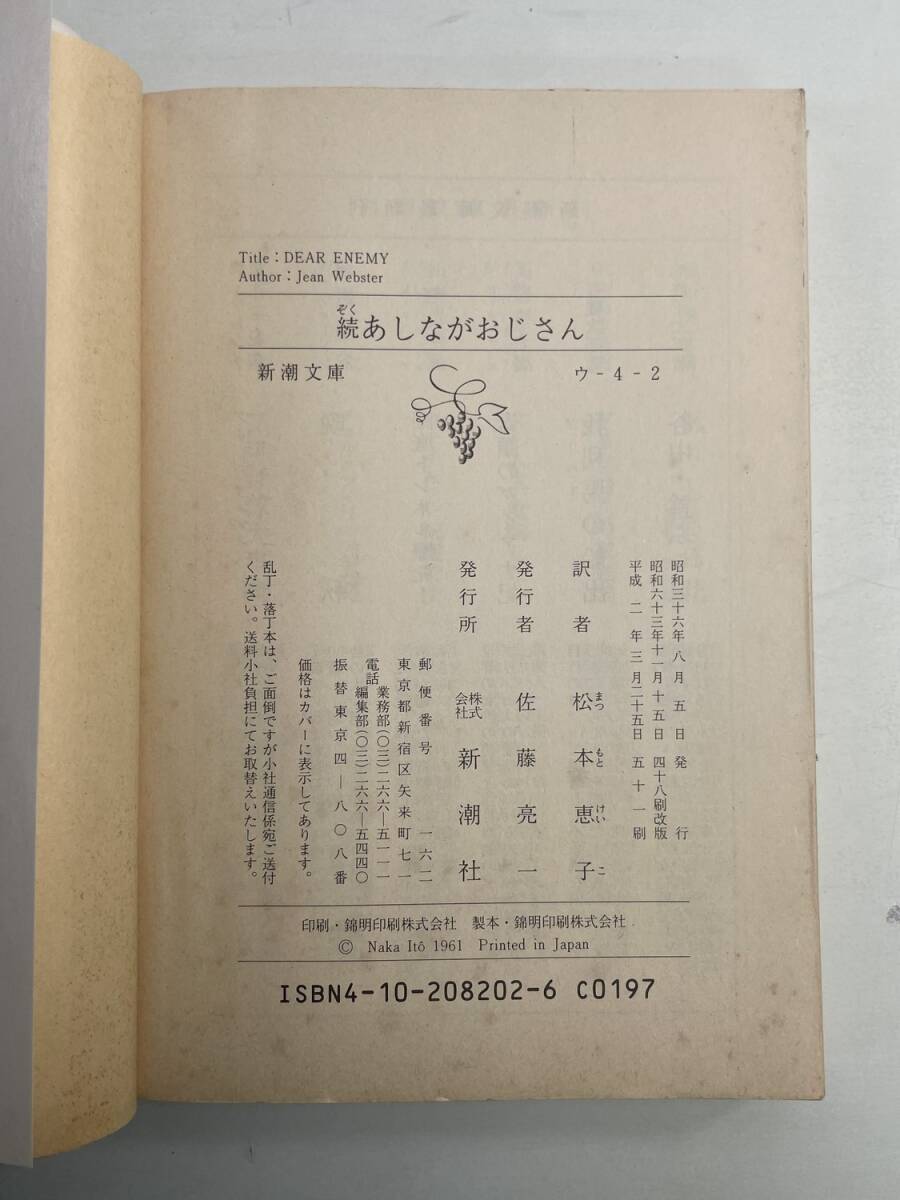 Title：DEAR ENEMY
Author：Jean Webster
ぞく
続あしながおじさん
新潮文庫
ウ-4-2
昭和三十六年八月五日発行
昭和六十三年十一月十五日四十八刷改版
平成二年三月二十五日五十一刷
訳者 松本恵子
まつもとけいこ
発行者 佐藤亮一
発行所 株式会社 新潮社
郵便番号 一六二
東京都新宿区矢来町七一
電話 業務部(〇三)二六六—五一一一
編集部(〇三)二六六—五四四〇
振替東京四—八〇八番
価格はカバーに表示してあります。
乱丁・落丁本は、ご面倒ですが小社通信係宛ご送付
ください。送料小社負担にてお取替えいたします。
印刷・錦明印刷株式会社 製本・錦明印刷株式会社
© Naka Itô 1961 Printed in Japan
ISBN4-10-208202-6 C0197